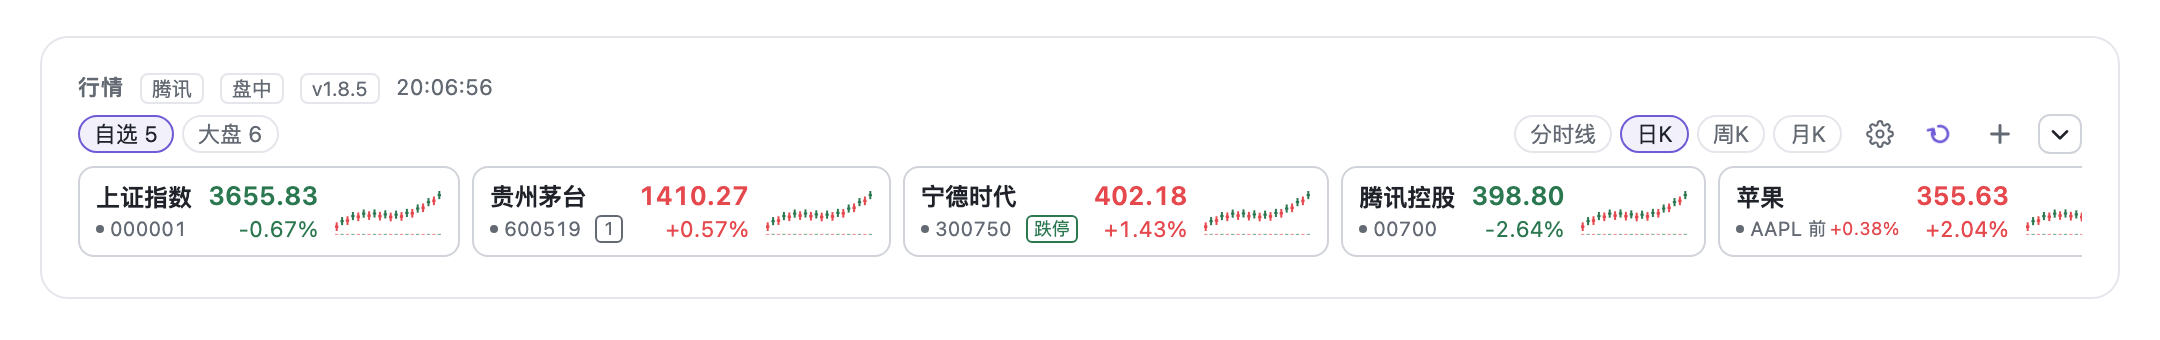 行情 腾讯 盘中 v1.8.5 20:06:56
自选 5 大盘 6 分时线 日K 周K 月K
上证指数 3655.83
000001 -0.67%
贵州茅台 1410.27
600519 1 +0.57%
宁德时代 402.18
300750 跌停 +1.43%
腾讯控股 398.80
00700 -2.64%
苹果 355.63
AAPL 前 +0.38% +2.04%